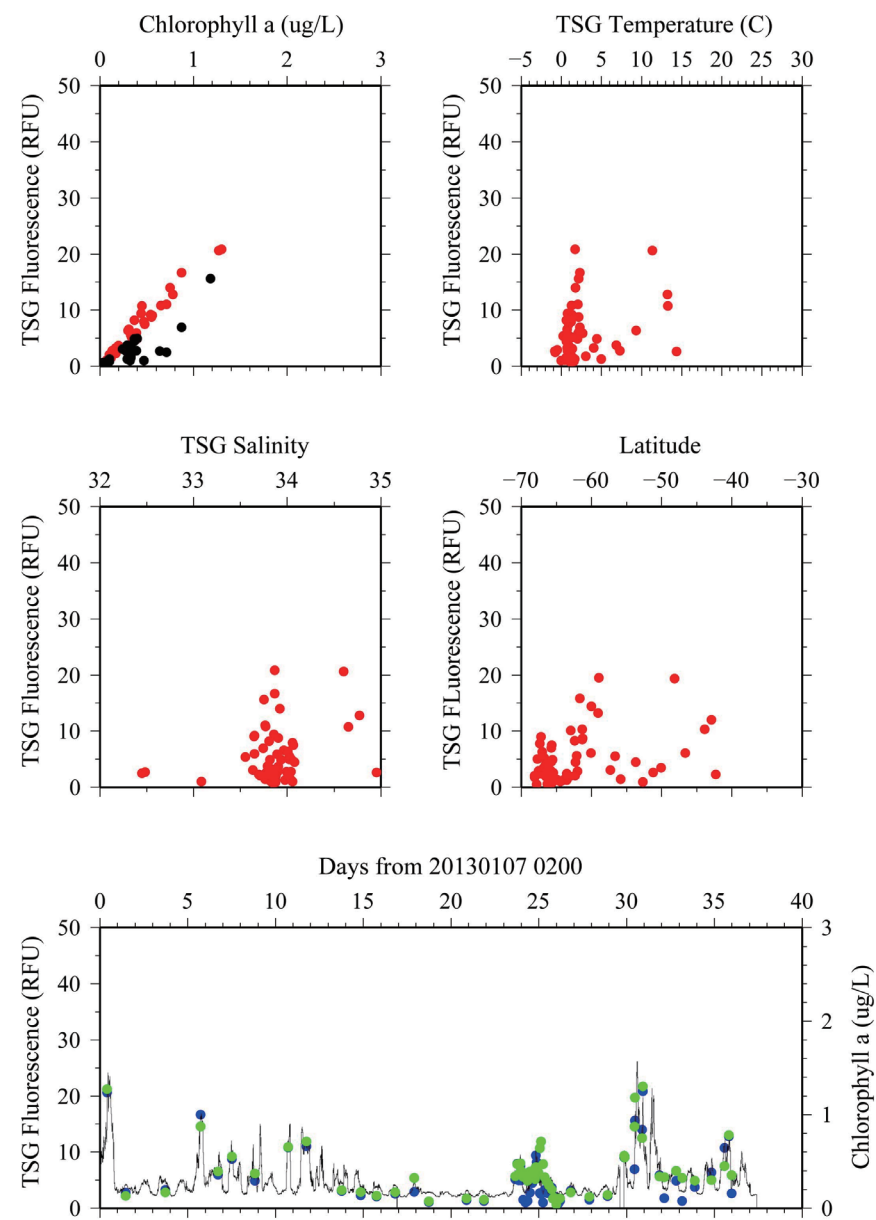 Chlorophyll a (ug/L)
0 1 2 3
TSG Fluorescence (RFU)
50
40
30
20
10
0
TSG Temperature (C)
−5 0 5 10 15 20 25 30
TSG Fluorescence (RFU)
50
40
30
20
10
0
TSG Salinity
32 33 34 35
TSG Fluorescence (RFU)
50
40
30
20
10
0
Latitude
−70 −60 −50 −40 −30
TSG FLuorescence (RFU)
50
40
30
20
10
0
Days from 20130107 0200
0 5 10 15 20 25 30 35 40
TSG Fluorescence (RFU)
50
40
30
20
10
0
Chlorophyll a (ug/L)
3
2
1
0